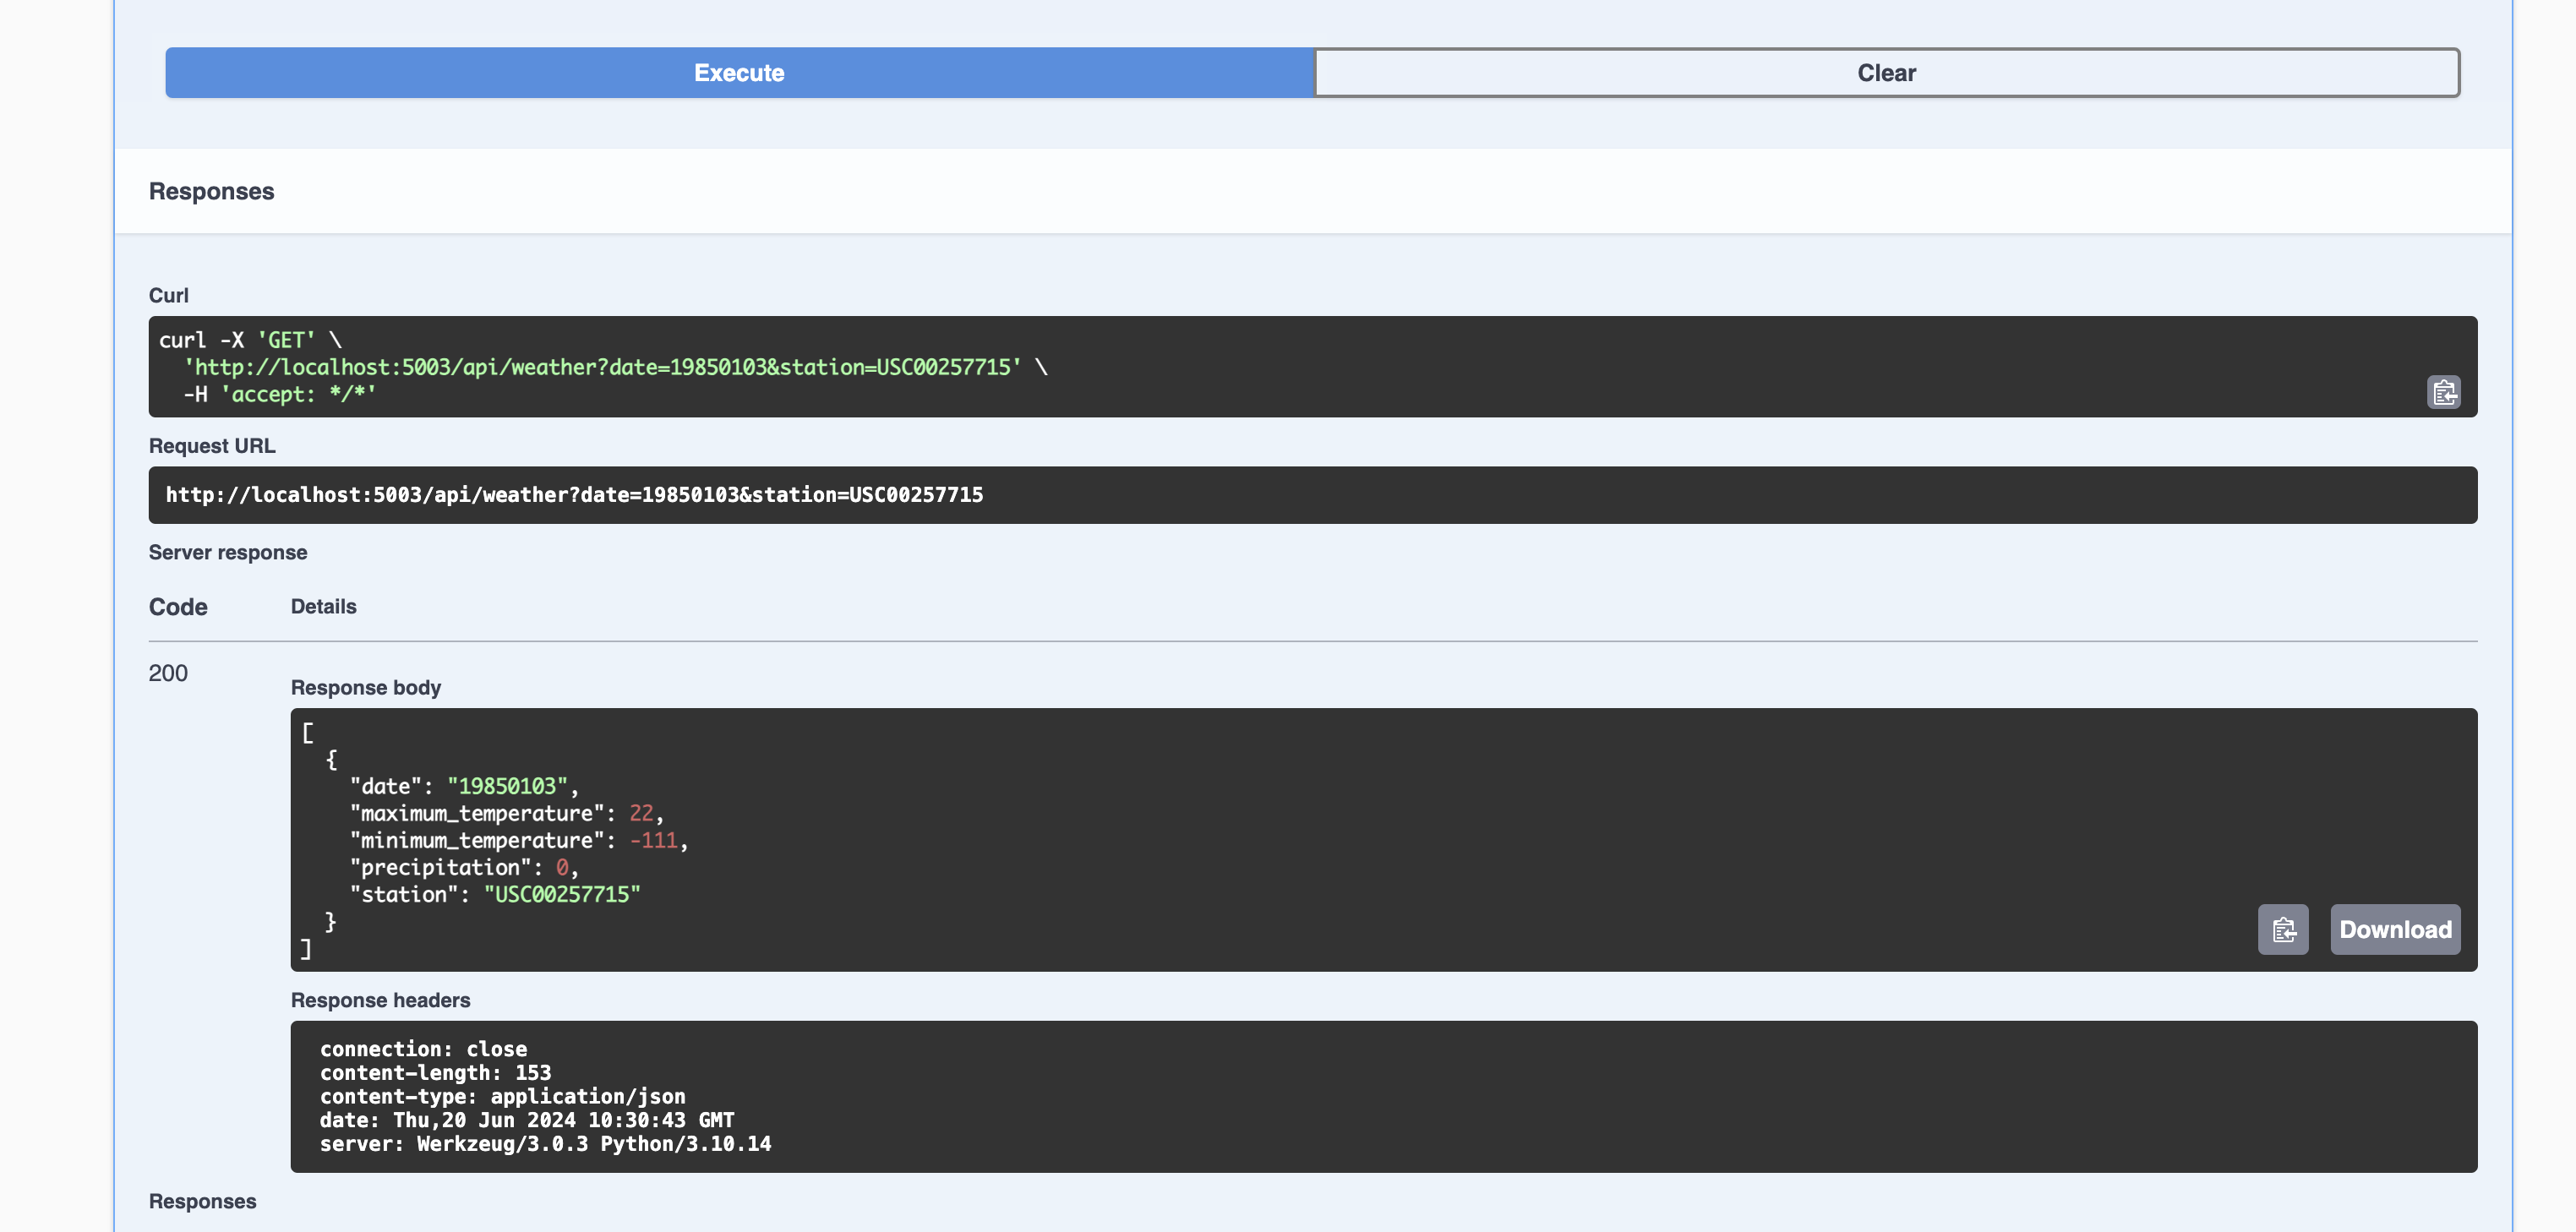 Execute
Clear
Responses
Curl
curl -X 'GET' \
  'http://localhost:5003/api/weather?date=19850103&station=USC00257715' \
  -H 'accept: */*'
Request URL
http://localhost:5003/api/weather?date=19850103&station=USC00257715
Server response
Code Details
200
Response body
[
  {
    "date": "19850103",
    "maximum_temperature": 22,
    "minimum_temperature": -111,
    "precipitation": 0,
    "station": "USC00257715"
  }
]
Download
Response headers
connection: close
content-length: 153
content-type: application/json
date: Thu,20 Jun 2024 10:30:43 GMT
server: Werkzeug/3.0.3 Python/3.10.14
Responses